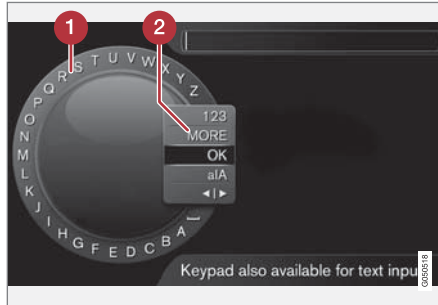 1
2
A B C D E F G H I J K L M N O P Q R S T U V W X Y Z
123
MORE
OK
a|A
◄|►
Keypad also available for text inpu
G050518